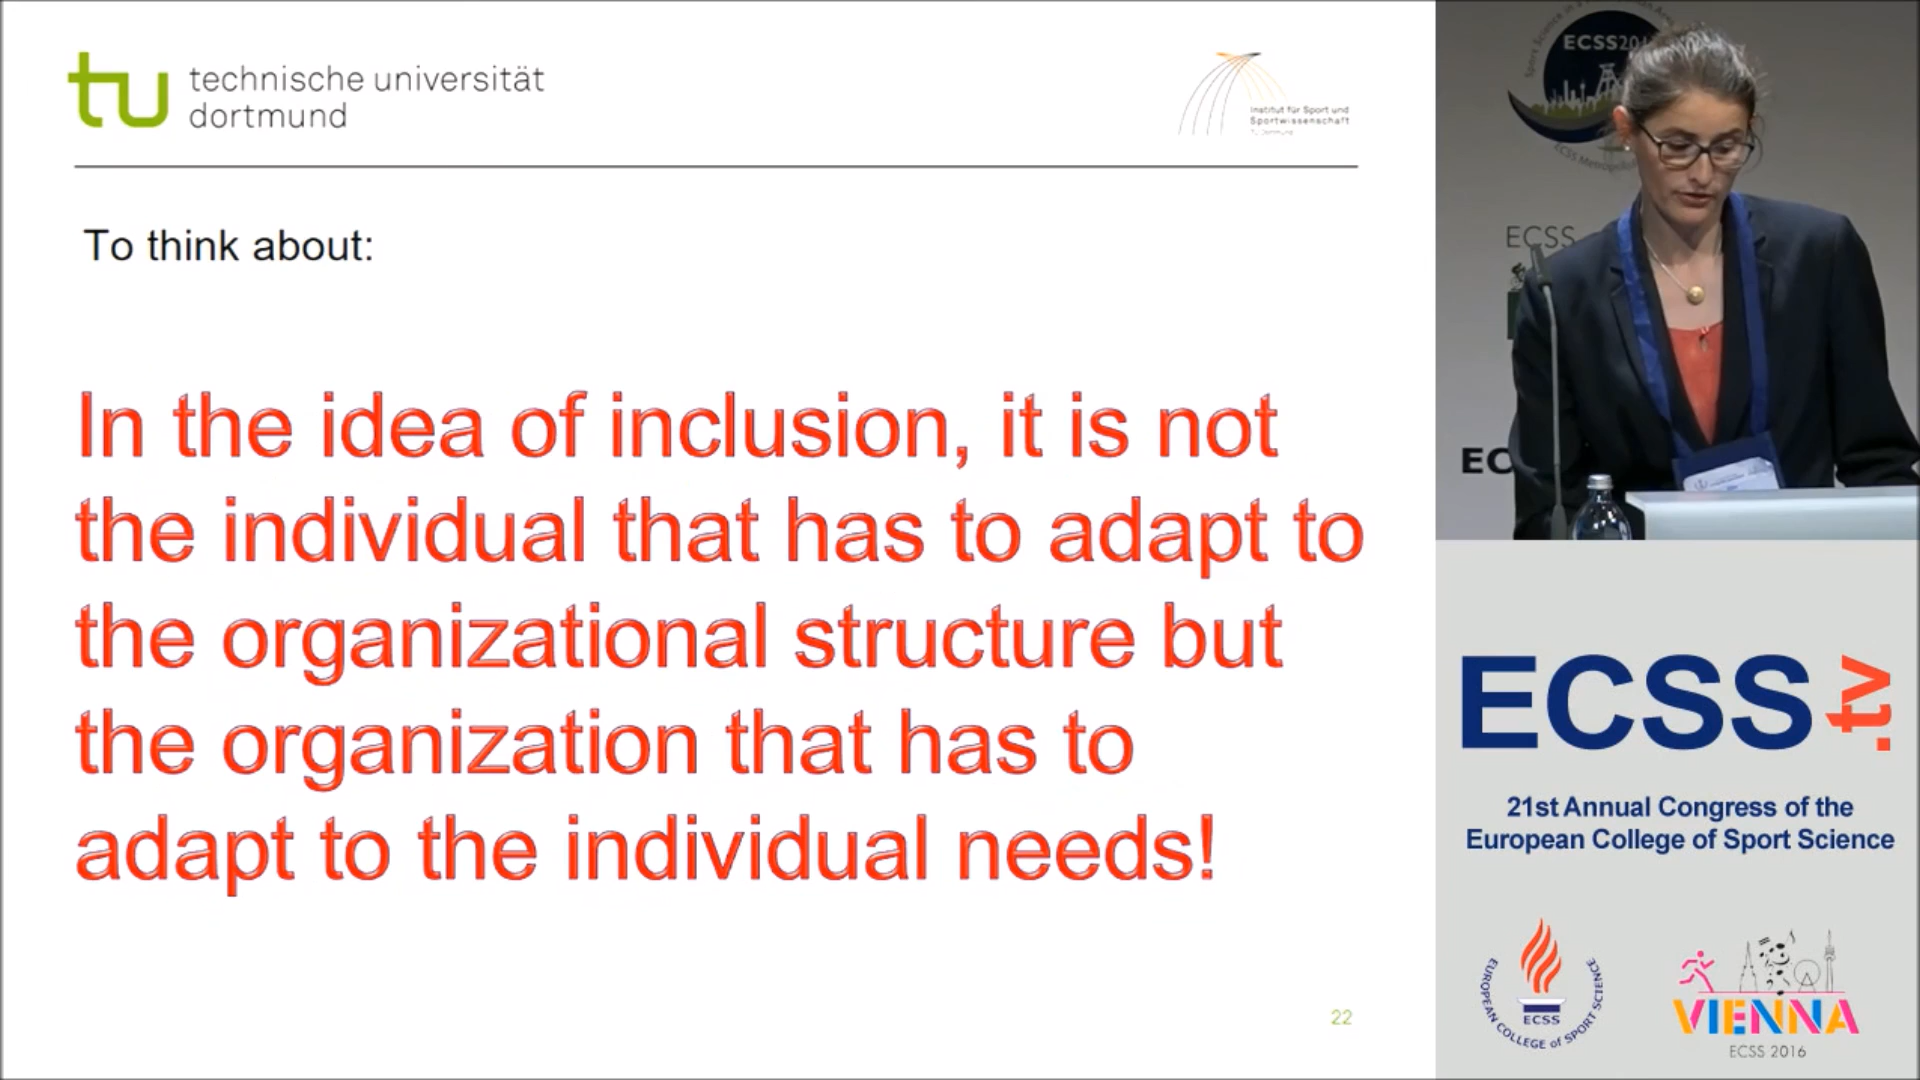 technische universität
dortmund
Institut für Sport und
Sportwissenschaft
To think about:
In the idea of inclusion, it is not
the individual that has to adapt to
the organizational structure but
the organization that has to
adapt to the individual needs!
22
ECSS
EC
ECSS.tv
21st Annual Congress of the
European College of Sport Science
EUROPEAN COLLEGE of SPORT SCIENCE
ECSS
VIENNA
ECSS 2016